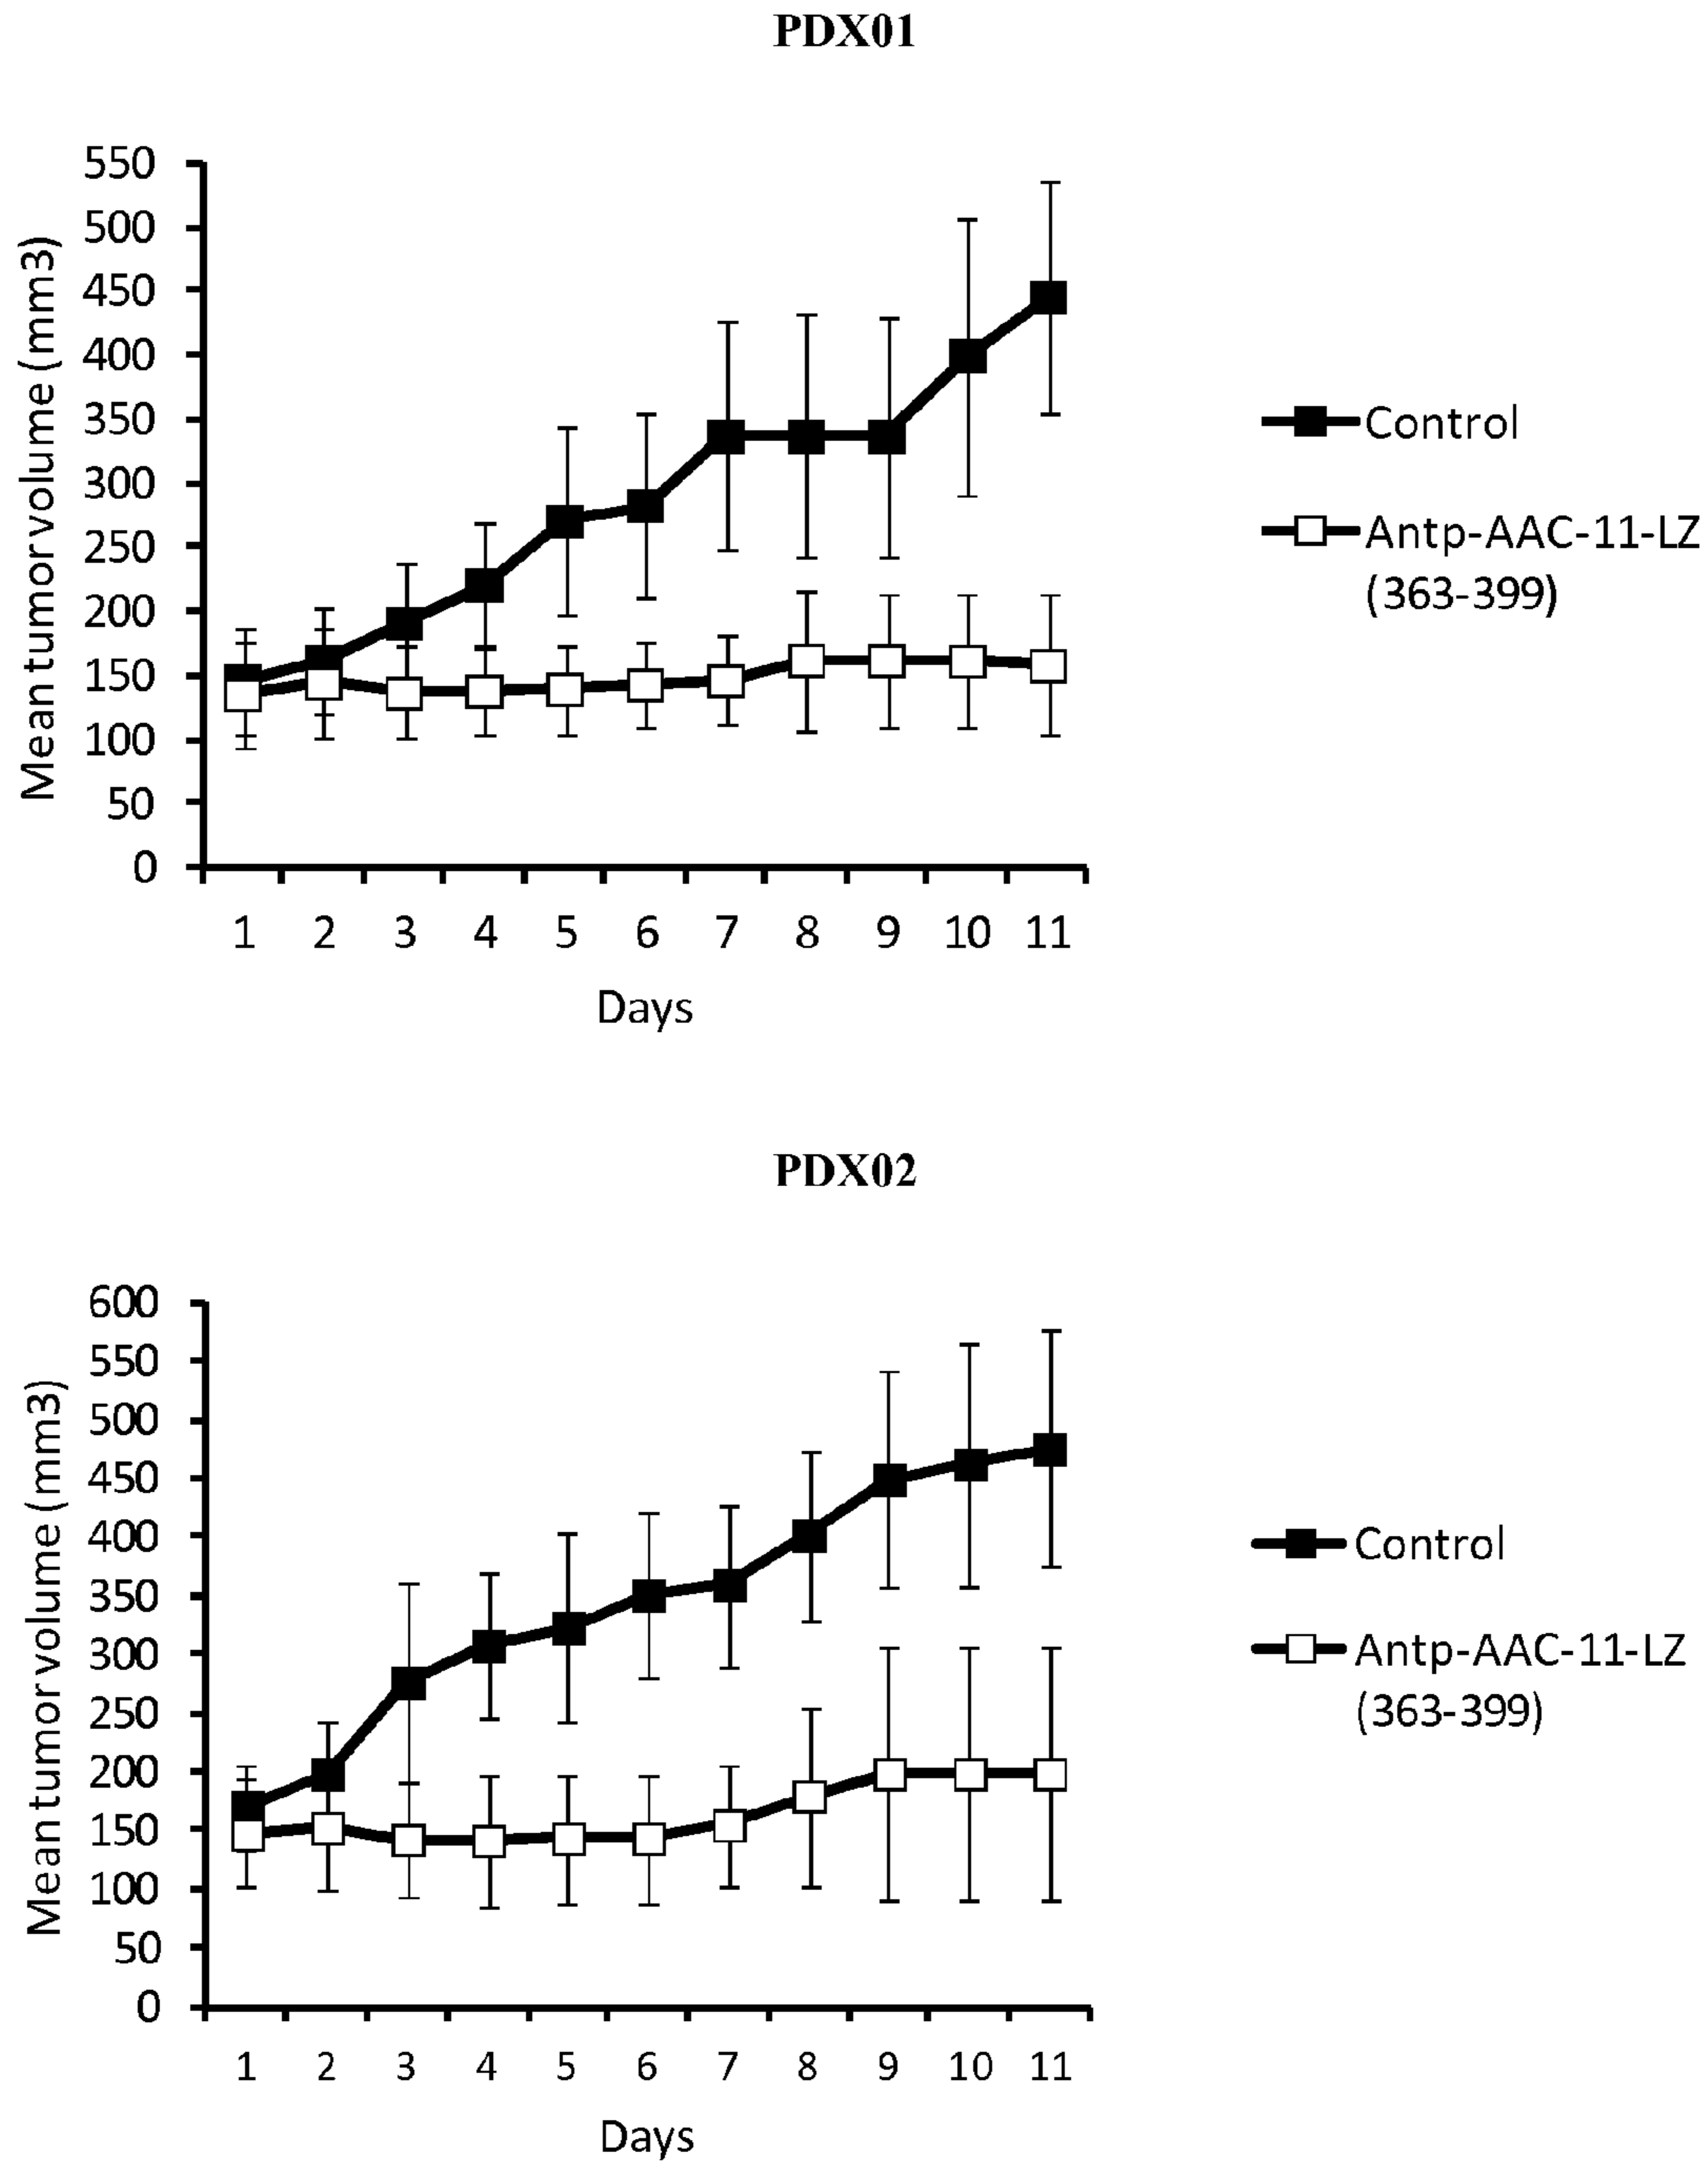 PDX01
Mean tumor volume (mm3)
550
500
450
400
350
300
250
200
150
100
50
0
1 2 3 4 5 6 7 8 9 10 11
Days
Control
Antp-AAC-11-LZ
(363-399)
PDX02
Mean tumor volume (mm3)
600
550
500
450
400
350
300
250
200
150
100
50
0
1 2 3 4 5 6 7 8 9 10 11
Days
Control
Antp-AAC-11-LZ
(363-399)